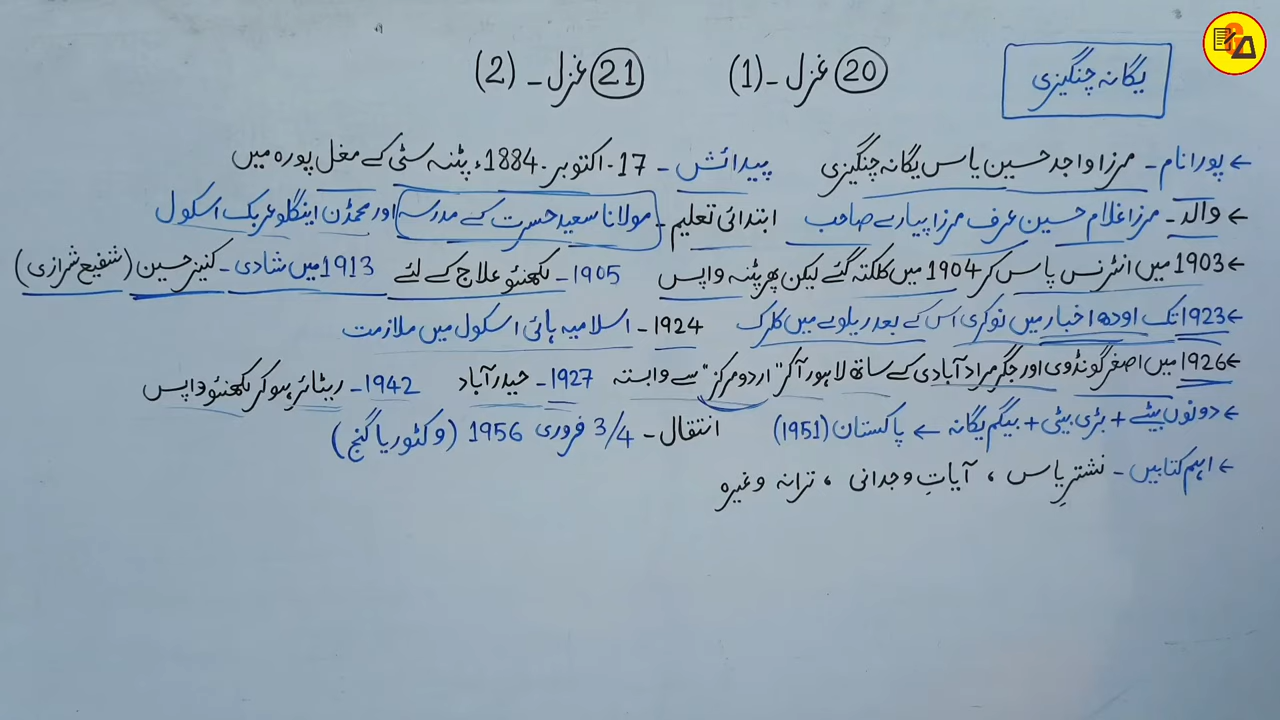 یگانہ چنگیزی
20 غزل ۔ (1) 21 غزل ۔ (2)
← پورا نام ۔ مرزا واجد حسین یاس یگانہ چنگیزی پیدائش ۔ 17 ۔ اکتوبر ۔ 1884ء پٹنہ سٹی کے مغل پورہ میں
← والد ۔ مرزا غلام حسین عرف مرزا پیارے صاحب ابتدائی تعلیم ۔ مولانا سعید حسرت کے مدرسہ اور محمڈن اینگلو عربک اسکول
← 1903 میں انٹرنس پاس کر 1904 میں کلکتہ گئے لیکن پھر پٹنہ واپس 1905 ۔ لکھنئو علاج کے لئے 1913 میں شادی ۔ کنیز حسین (شفیع شرازی)
← 1923 تک اودھ اخبار میں نوکری اس کے بعد ریلوے میں کلرک 1924 ۔ اسلامیہ ہائی اسکول میں ملازمت
← 1926 میں اصغر گونڈوی اور جگر مرادآبادی کے ساتھ لاہور آکر "اردو مرکز" سے وابستہ 1927 ۔ حیدرآباد 1942 ۔ ریٹائر ہو کر لکھنئو واپس
← دونوں بیٹے + بڑی بیٹی + بیگم یگانہ ← پاکستان (1951) انتقال ۔ 3/4 فروری 1956 (وکٹوریا گنج)
← اہم کتابیں ۔ نشترِ یاس ، آیاتِ وجدانی ، ترانہ وغیرہ